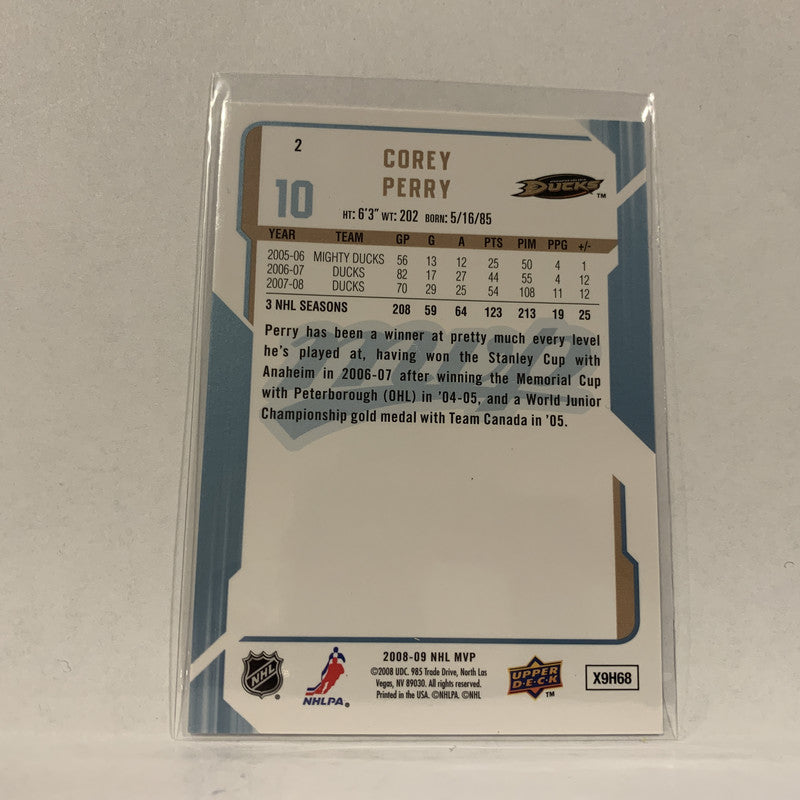 2
COREY
PERRY
10
DUCKS TM
HT: 6'3" WT: 202 BORN: 5/16/85
YEAR TEAM GP G A PTS PIM PPG +/-
2005-06 MIGHTY DUCKS 56 13 12 25 50 4 1
2006-07 DUCKS 82 17 27 44 55 4 12
2007-08 DUCKS 70 29 25 54 108 11 12
3 NHL SEASONS 208 59 64 123 213 19 25
Perry has been a winner at pretty much every level
he's played at, having won the Stanley Cup with
Anaheim in 2006-07 after winning the Memorial Cup
with Peterborough (OHL) in '04-05, and a World Junior
Championship gold medal with Team Canada in '05.
mvp
2008-09 NHL MVP
©2008 UDC. 985 Trade Drive, North Las
Vegas, NV 89030. All rights reserved.
Printed in the USA. ©NHLPA. ©NHL
NHL
NHLPA
UPPER
D·E·C·K TM
X9H68